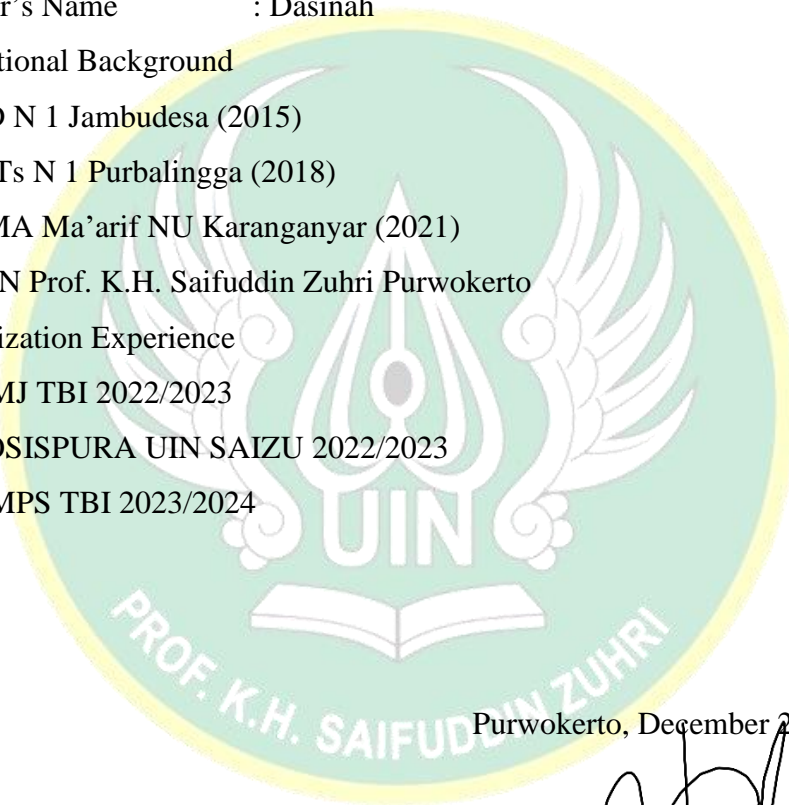 r’s Name : Dasinah
tional Background
N 1 Jambudesa (2015)
Ts N 1 Purbalingga (2018)
MA Ma’arif NU Karanganyar (2021)
N Prof. K.H. Saifuddin Zuhri Purwokerto
ization Experience
MJ TBI 2022/2023
OSISPURA UIN SAIZU 2022/2023
MPS TBI 2023/2024
UIN
PROF. K.H. SAIFUDDIN ZUHRI
Purwokerto, December 2